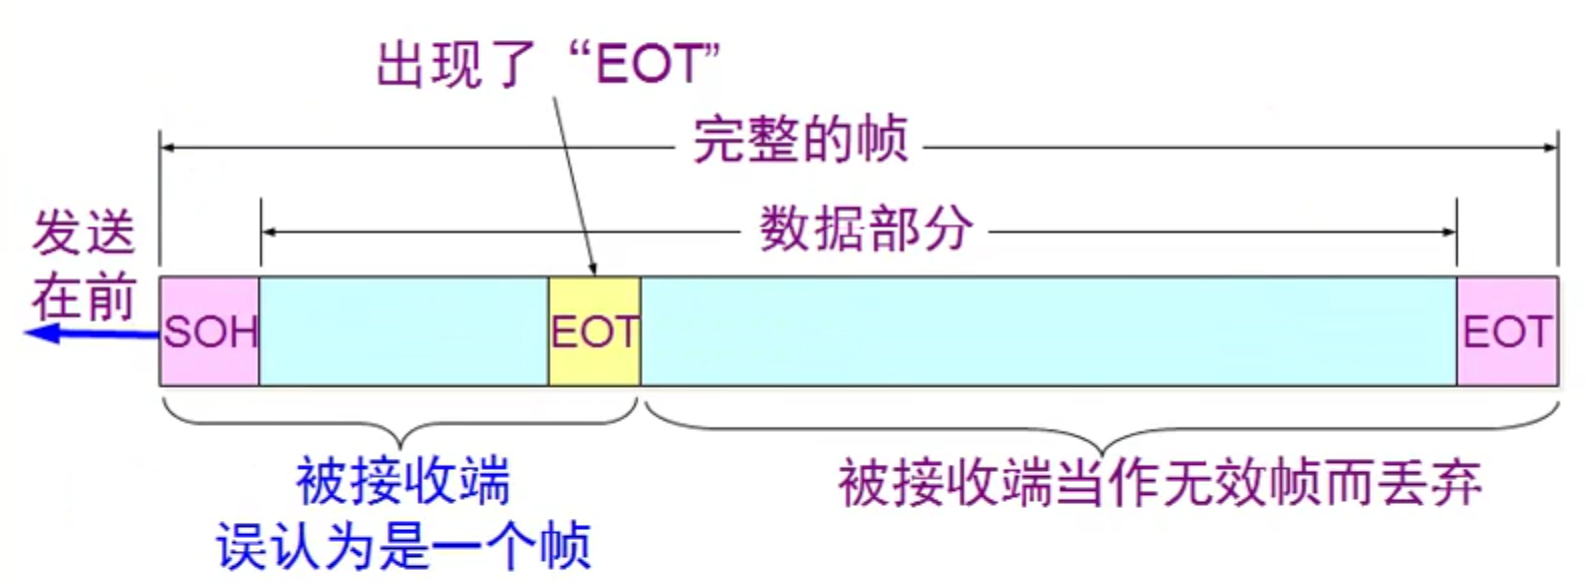 出现了“EOT”
完整的帧
数据部分
发送
在前
SOH
EOT
EOT
被接收端
误认为是一个帧
被接收端当作无效帧而丢弃